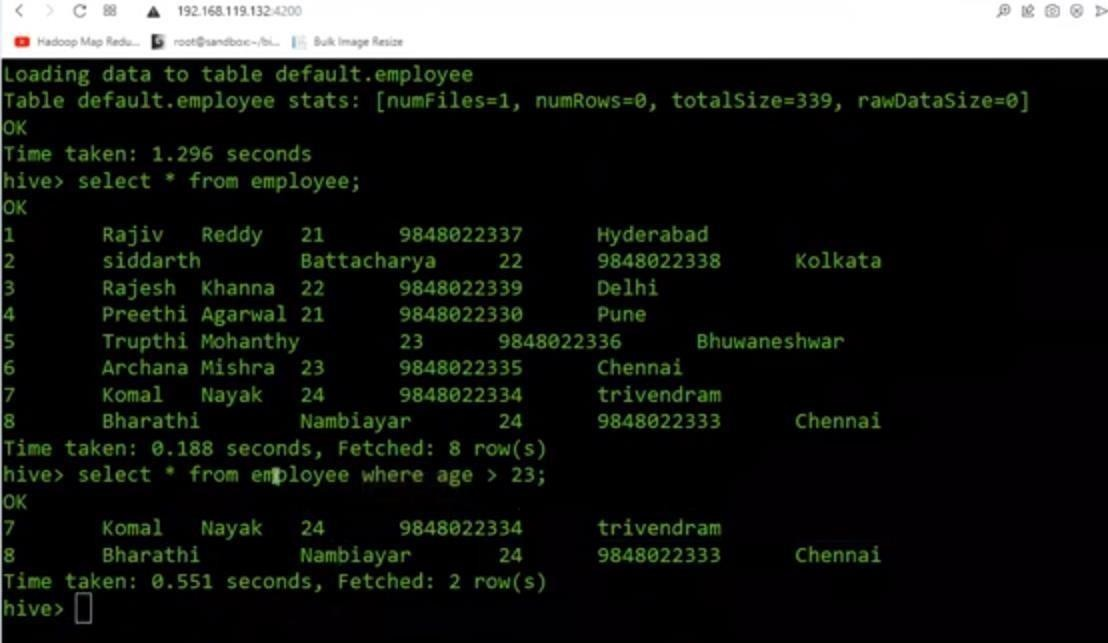 192.168.119.132:4200
Hadoop Map Redu... root@sandbox:~/bi... Bulk Image Resize
Loading data to table default.employee
Table default.employee stats: [numFiles=1, numRows=0, totalSize=339, rawDataSize=0]
OK
Time taken: 1.296 seconds
hive> select * from employee;
OK
1 Rajiv Reddy 21 9848022337 Hyderabad
2 siddarth Battacharya 22 9848022338 Kolkata
3 Rajesh Khanna 22 9848022339 Delhi
4 Preethi Agarwal 21 9848022330 Pune
5 Trupthi Mohanthy 23 9848022336 Bhuwaneshwar
6 Archana Mishra 23 9848022335 Chennai
7 Komal Nayak 24 9848022334 trivendram
8 Bharathi Nambiayar 24 9848022333 Chennai
Time taken: 0.188 seconds, Fetched: 8 row(s)
hive> select * from employee where age > 23;
OK
7 Komal Nayak 24 9848022334 trivendram
8 Bharathi Nambiayar 24 9848022333 Chennai
Time taken: 0.551 seconds, Fetched: 2 row(s)
hive>